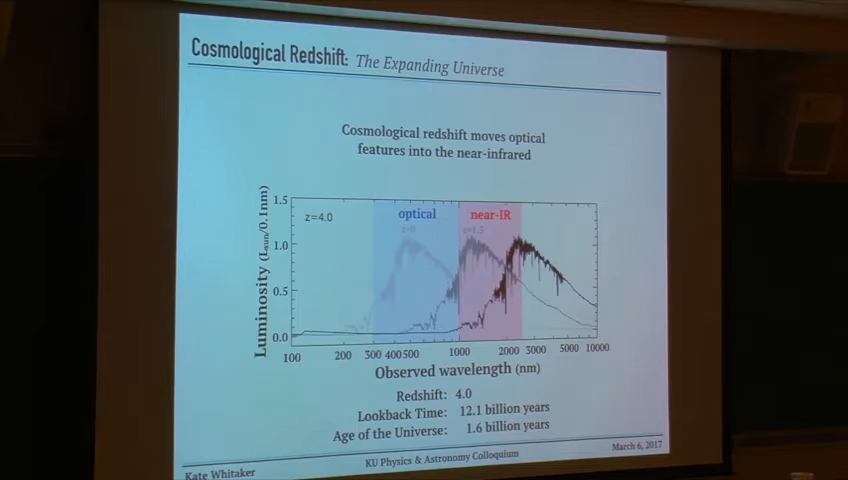 Cosmological Redshift: The Expanding Universe
Cosmological redshift moves optical
features into the near-infrared
Luminosity (Lsun/0.1nm)
1.5
1.0
0.5
0.0
z=4.0
optical
near-IR
z=0
z=1.5
100 200 300 400 500 1000 2000 3000 5000 10000
Observed wavelength (nm)
Redshift: 4.0
Lookback Time: 12.1 billion years
Age of the Universe: 1.6 billion years
Kate Whitaker
KU Physics & Astronomy Colloquium
March 6, 2017